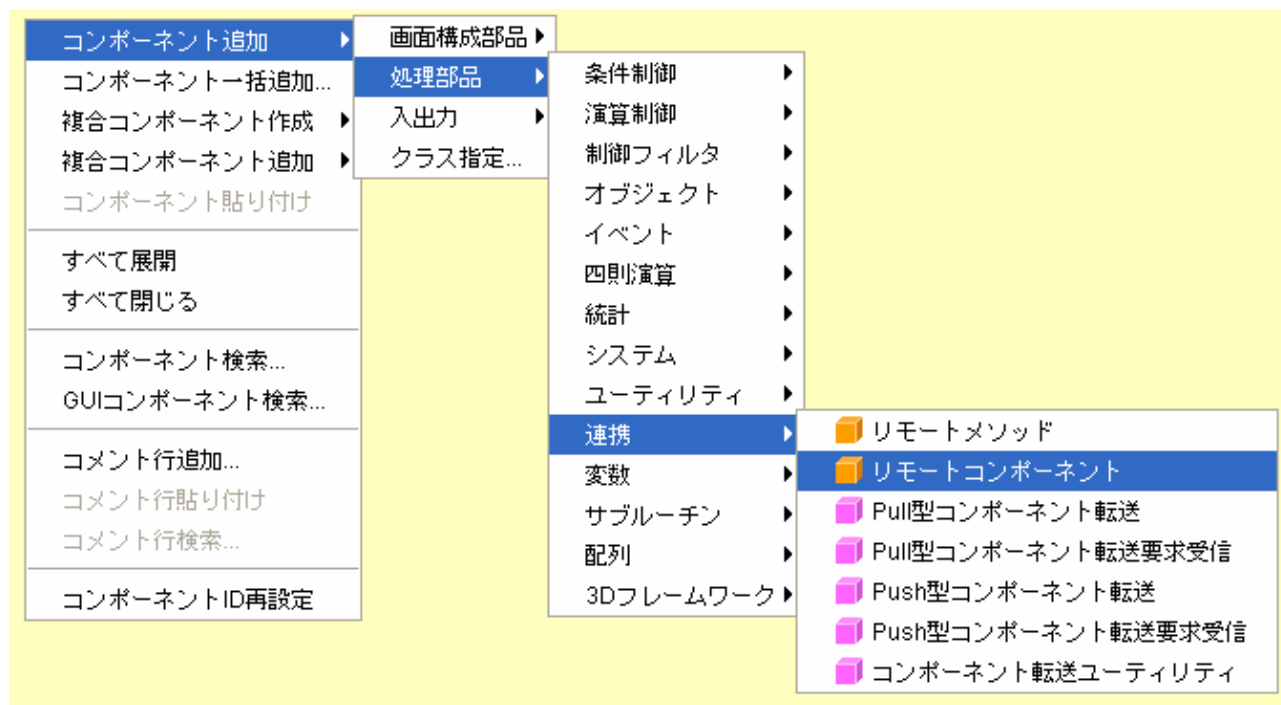 コンポーネント追加
コンポーネント一括追加...
複合コンポーネント作成
複合コンポーネント追加
コンポーネント貼り付け
すべて展開
すべて閉じる
コンポーネント検索...
GUIコンポーネント検索...
コメント行追加...
コメント行貼り付け
コメント行検索...
コンポーネントID再設定
画面構成部品
処理部品
入出力
クラス指定...
条件制御
演算制御
制御フィルタ
オブジェクト
イベント
四則演算
統計
システム
ユーティリティ
連携
変数
サブルーチン
配列
3Dフレームワーク
リモートメソッド
リモートコンポーネント
Pull型コンポーネント転送
Pull型コンポーネント転送要求受信
Push型コンポーネント転送
Push型コンポーネント転送要求受信
コンポーネント転送ユーティリティ